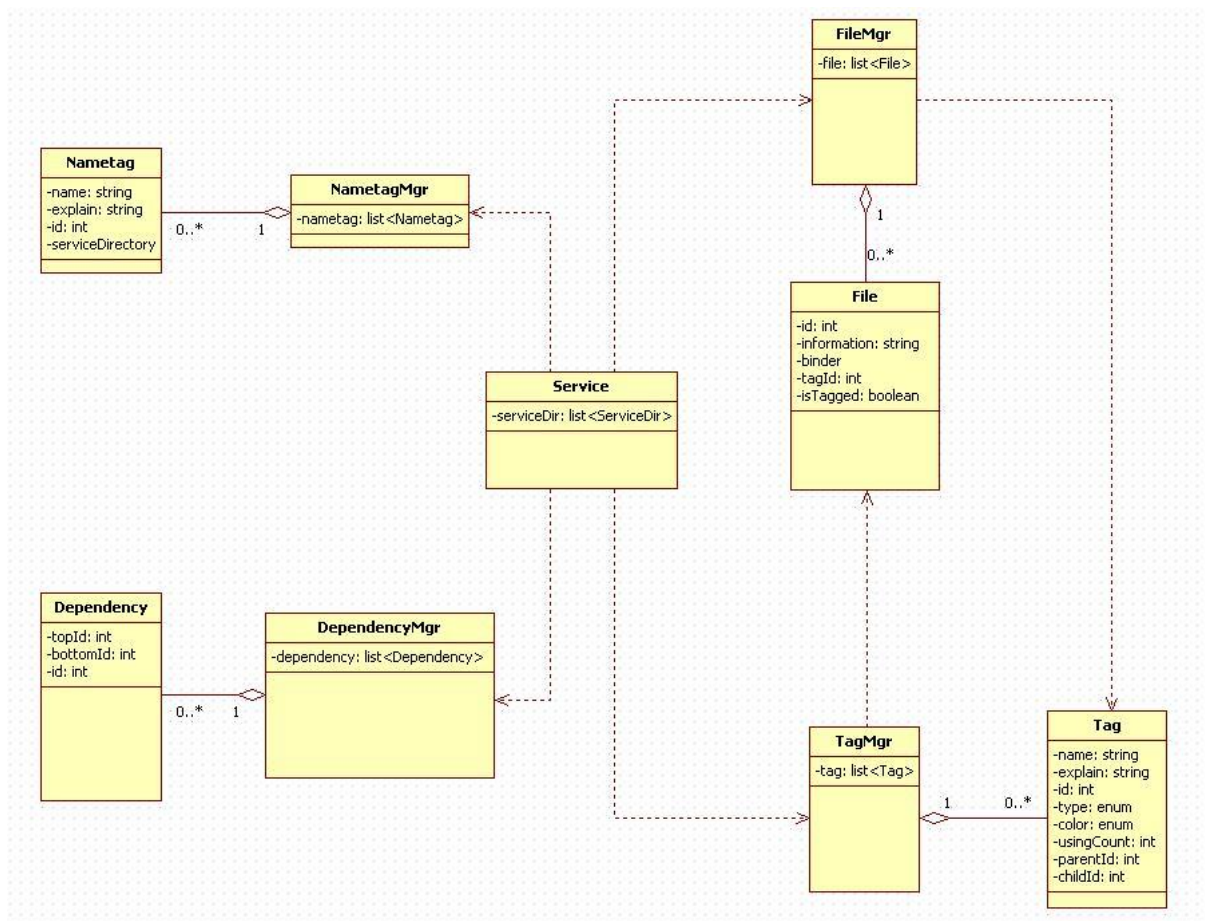 FileMgr
-file: list<File>
1
0..*
Nametag
-name: string
-explain: string
-id: int
-serviceDirectory
0..*
1
NametagMgr
-nametag: list<Nametag>
File
-id: int
-information: string
-binder
-tagId: int
-isTagged: boolean
Service
-serviceDir: list<ServiceDir>
Dependency
-topId: int
-bottomId: int
-id: int
0..*
1
DependencyMgr
-dependency: list<Dependency>
TagMgr
-tag: list<Tag>
1
0..*
Tag
-name: string
-explain: string
-id: int
-type: enum
-color: enum
-usingCount: int
-parentId: int
-childId: int